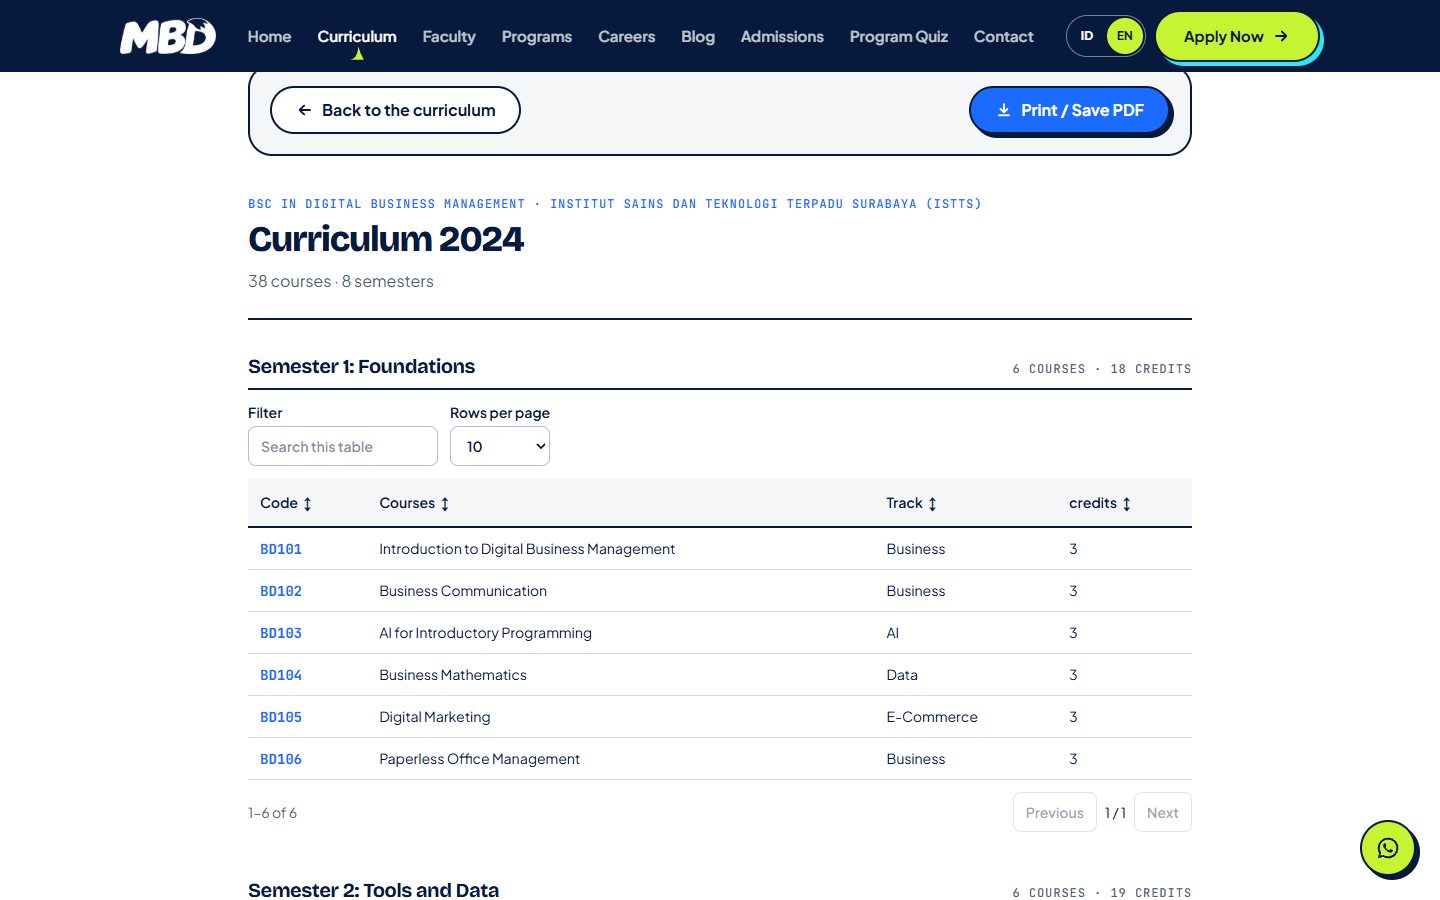 MBD
Home
Curriculum
Faculty
Programs
Careers
Blog
Admissions
Program Quiz
Contact
ID
EN
Apply Now →
← Back to the curriculum
Print / Save PDF
BSC IN DIGITAL BUSINESS MANAGEMENT · INSTITUT SAINS DAN TEKNOLOGI TERPADU SURABAYA (ISTTS)
Curriculum 2024
38 courses · 8 semesters
Semester 1: Foundations
6 COURSES · 18 CREDITS
Filter
Rows per page
Search this table
10
Code ↕ Courses ↕ Track ↕ credits ↕
BD101 Introduction to Digital Business Management Business 3
BD102 Business Communication Business 3
BD103 AI for Introductory Programming AI 3
BD104 Business Mathematics Data 3
BD105 Digital Marketing E-Commerce 3
BD106 Paperless Office Management Business 3
1–6 of 6
Previous
1 / 1
Next
Semester 2: Tools and Data
6 COURSES · 19 CREDITS